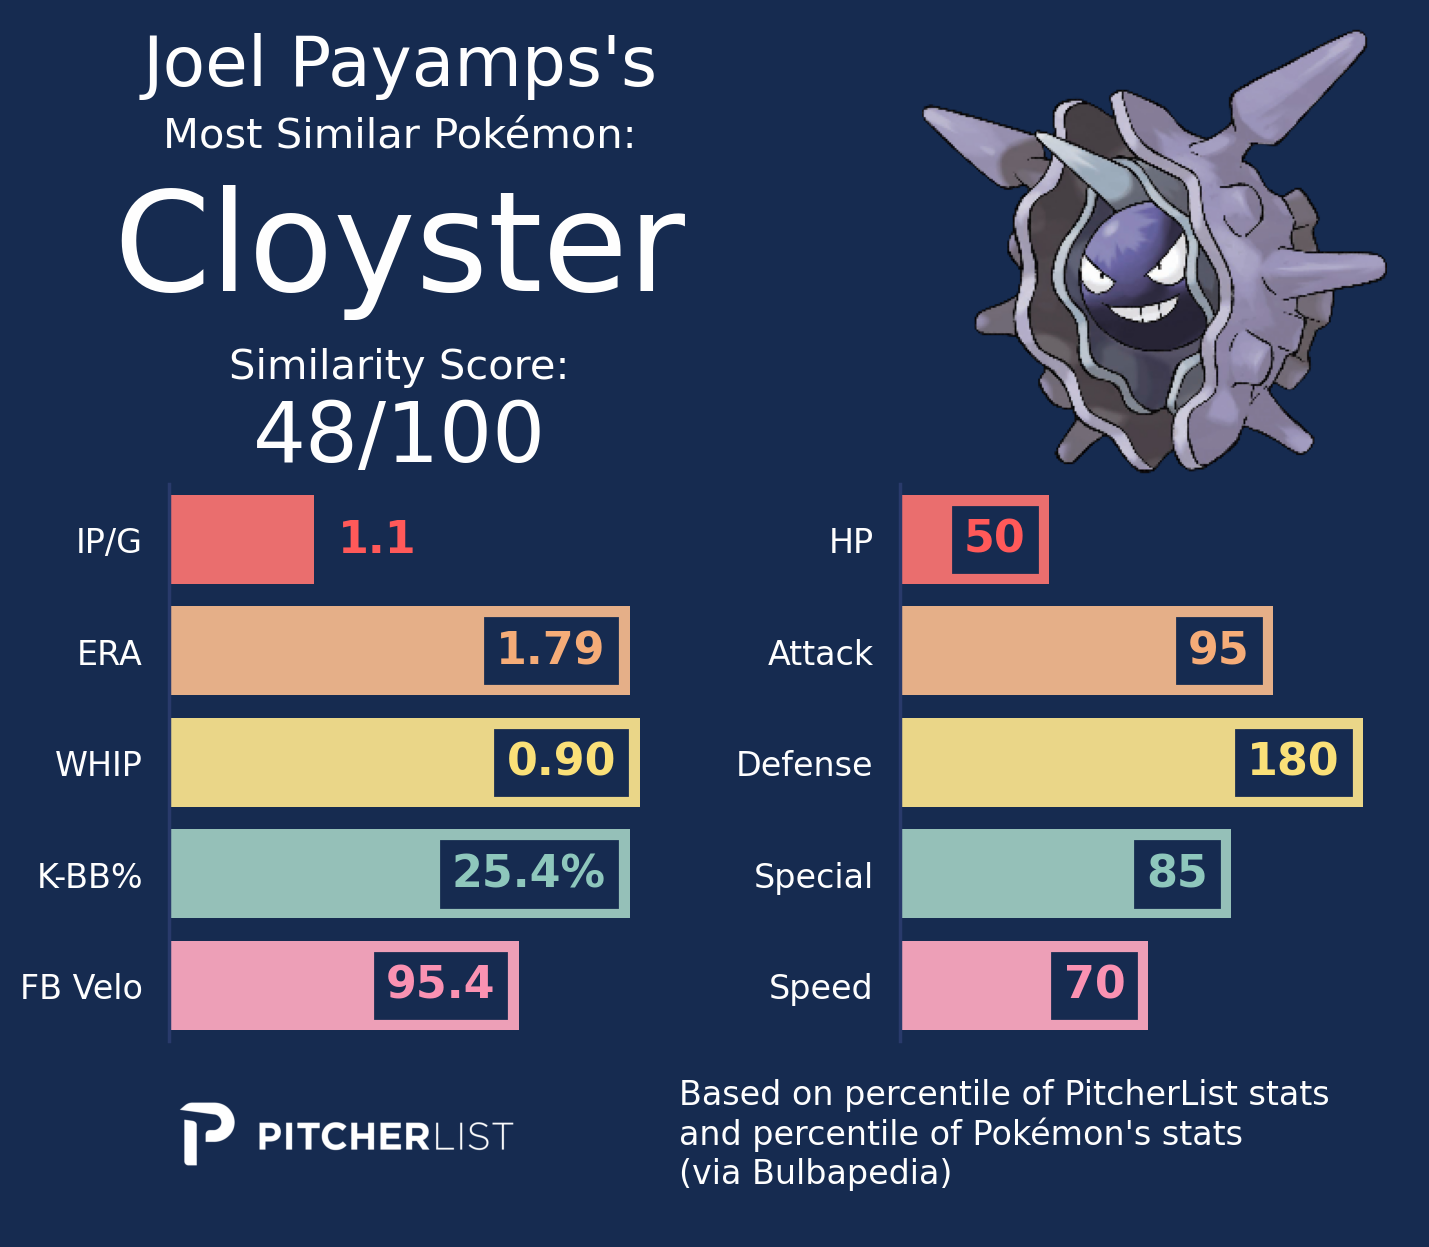 Joel Payamps's
Most Similar Pokémon:
Cloyster
Similarity Score:
48/100
IP/G 1.1
ERA 1.79
WHIP 0.90
K-BB% 25.4%
FB Velo 95.4
HP 50
Attack 95
Defense 180
Special 85
Speed 70
PITCHERLIST
Based on percentile of PitcherList stats
and percentile of Pokémon's stats
(via Bulbapedia)